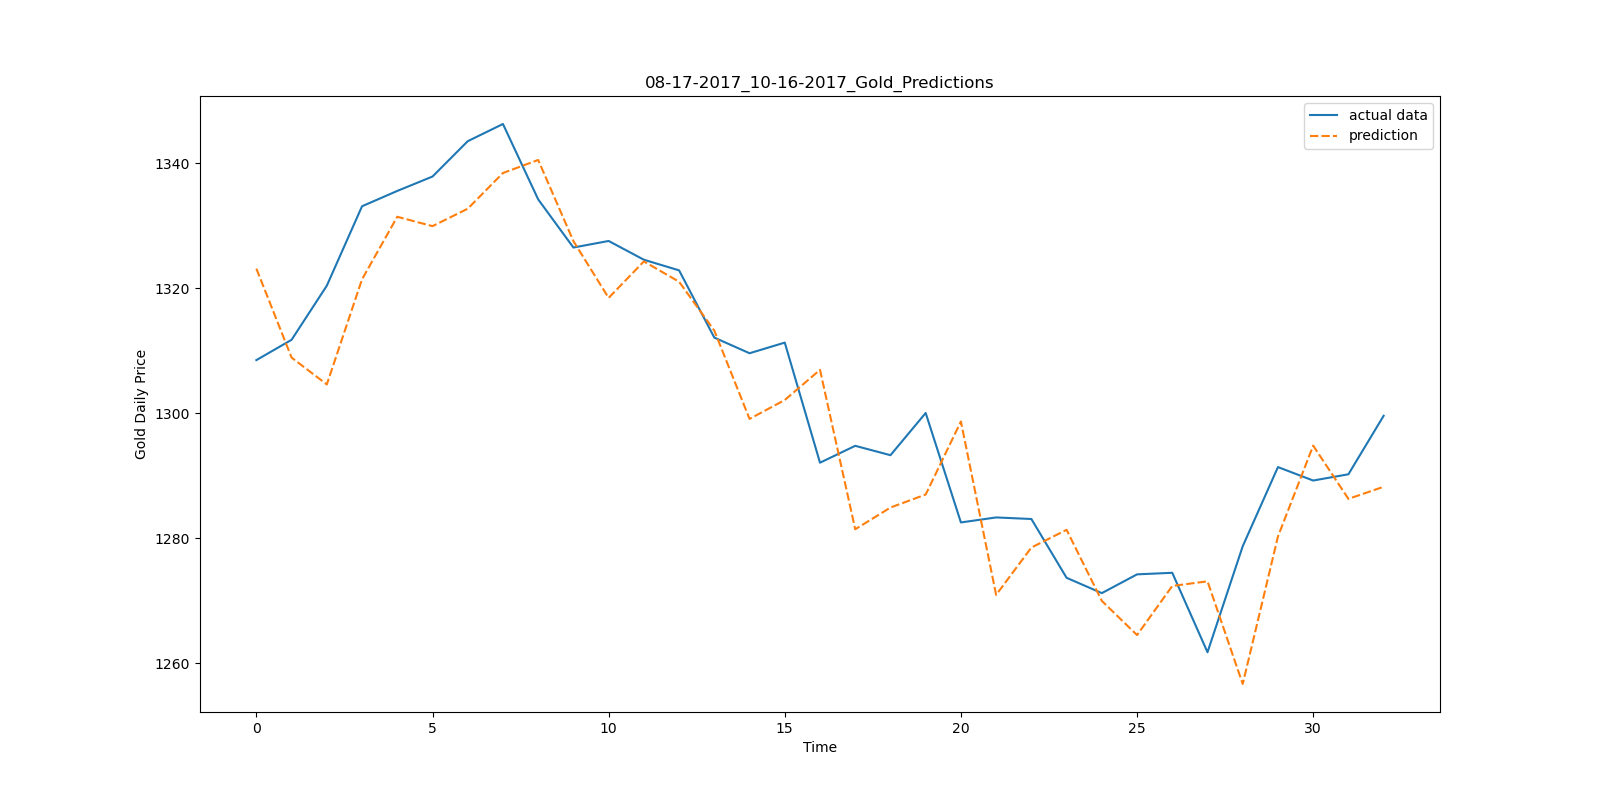 08-17-2017_10-16-2017_Gold_Predictions
actual data
prediction
1340
1320
1300
1280
1260
Gold Daily Price
0 5 10 15 20 25 30
Time